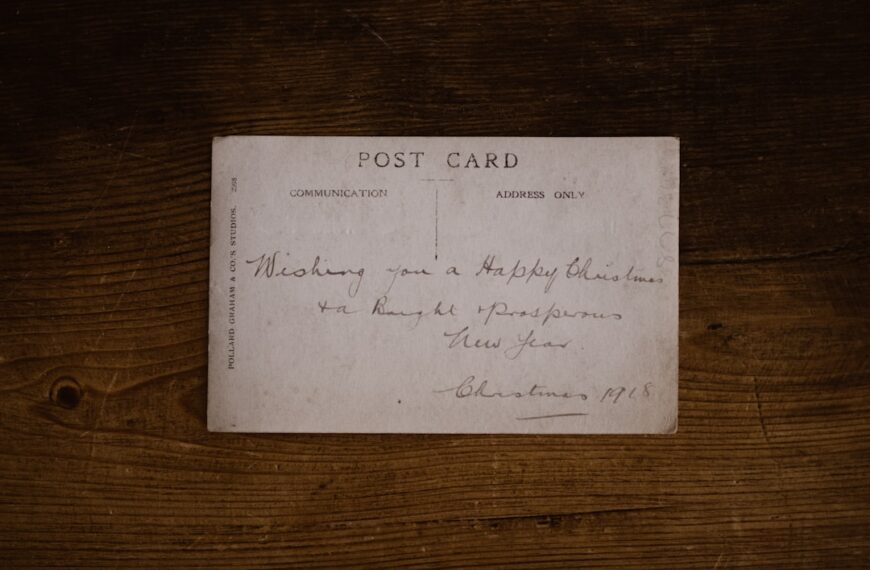 POST CARD
COMMUNICATION
ADDRESS ONLY
POLLARD GRAHAM & CO.'S STUDIOS.
Wishing you a Happy Christmas
+a Bright +Prosperous
New Year.
Christmas 1918